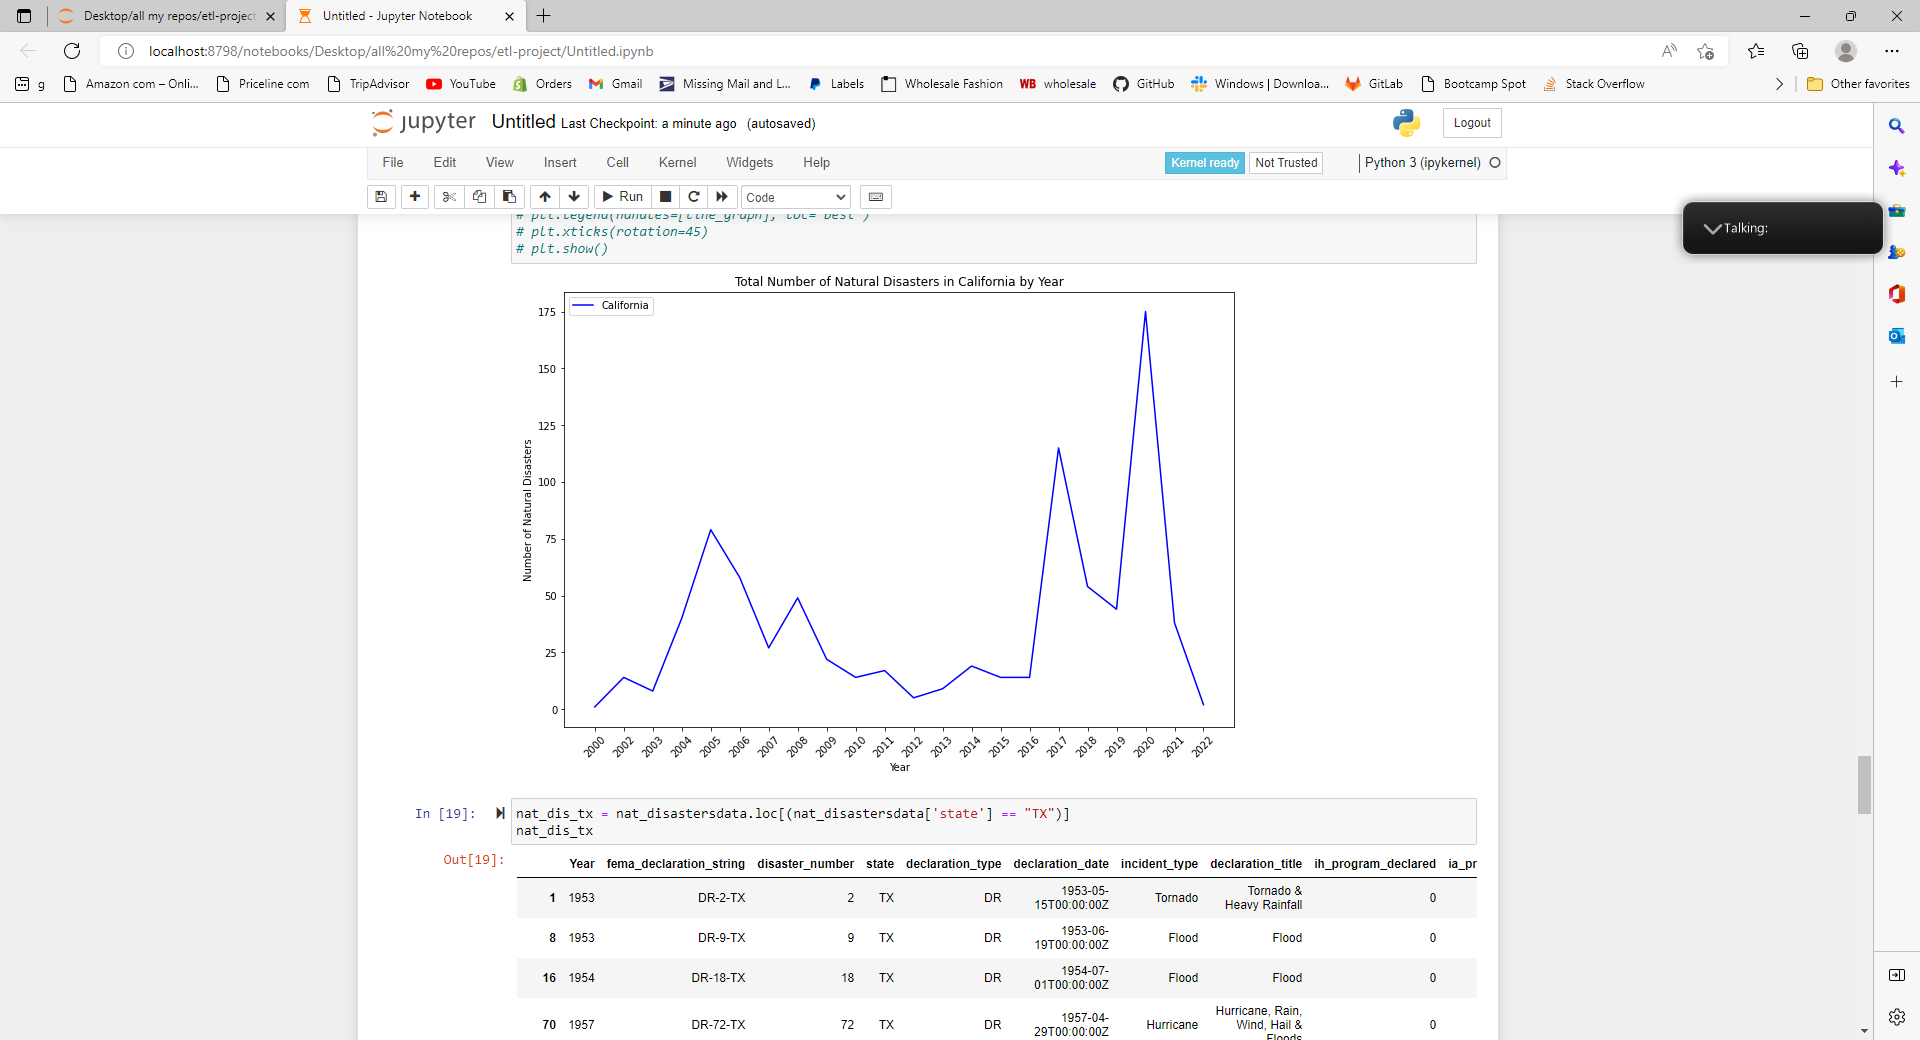 Desktop/all my repos/etl-project
Untitled - Jupyter Notebook
localhost:8798/notebooks/Desktop/all%20my%20repos/etl-project/Untitled.ipynb
g
Amazon com – Onli...
Priceline com
TripAdvisor
YouTube
Orders
Gmail
Missing Mail and L...
Labels
Wholesale Fashion
WB wholesale
GitHub
Windows | Downloa...
GitLab
Bootcamp Spot
Stack Overflow
Other favorites
jupyter Untitled Last Checkpoint: a minute ago (autosaved)
Logout
File Edit View Insert Cell Kernel Widgets Help
Kernel ready
Not Trusted
Python 3 (ipykernel)
Run
Code
Talking:
# plt.legend(handles=[line_graph], loc='best')
# plt.xticks(rotation=45)
# plt.show()
Total Number of Natural Disasters in California by Year
California
175
150
125
100
75
50
25
0
Number of Natural Disasters
2000 2002 2003 2004 2005 2006 2007 2008 2009 2010 2011 2012 2013 2014 2015 2016 2017 2018 2019 2020 2021 2022
Year
In [19]:
nat_dis_tx = nat_disastersdata.loc[(nat_disastersdata['state'] == "TX")]
nat_dis_tx
Out[19]:
Year fema_declaration_string disaster_number state declaration_type declaration_date incident_type declaration_title ih_program_declared ia_pr
1 1953 DR-2-TX 2 TX DR 1953-05-15T00:00:00Z Tornado Tornado & Heavy Rainfall 0
8 1953 DR-9-TX 9 TX DR 1953-06-19T00:00:00Z Flood Flood 0
16 1954 DR-18-TX 18 TX DR 1954-07-01T00:00:00Z Flood Flood 0
70 1957 DR-72-TX 72 TX DR 1957-04-29T00:00:00Z Hurricane Hurricane, Rain, Wind, Hail & Floods 0